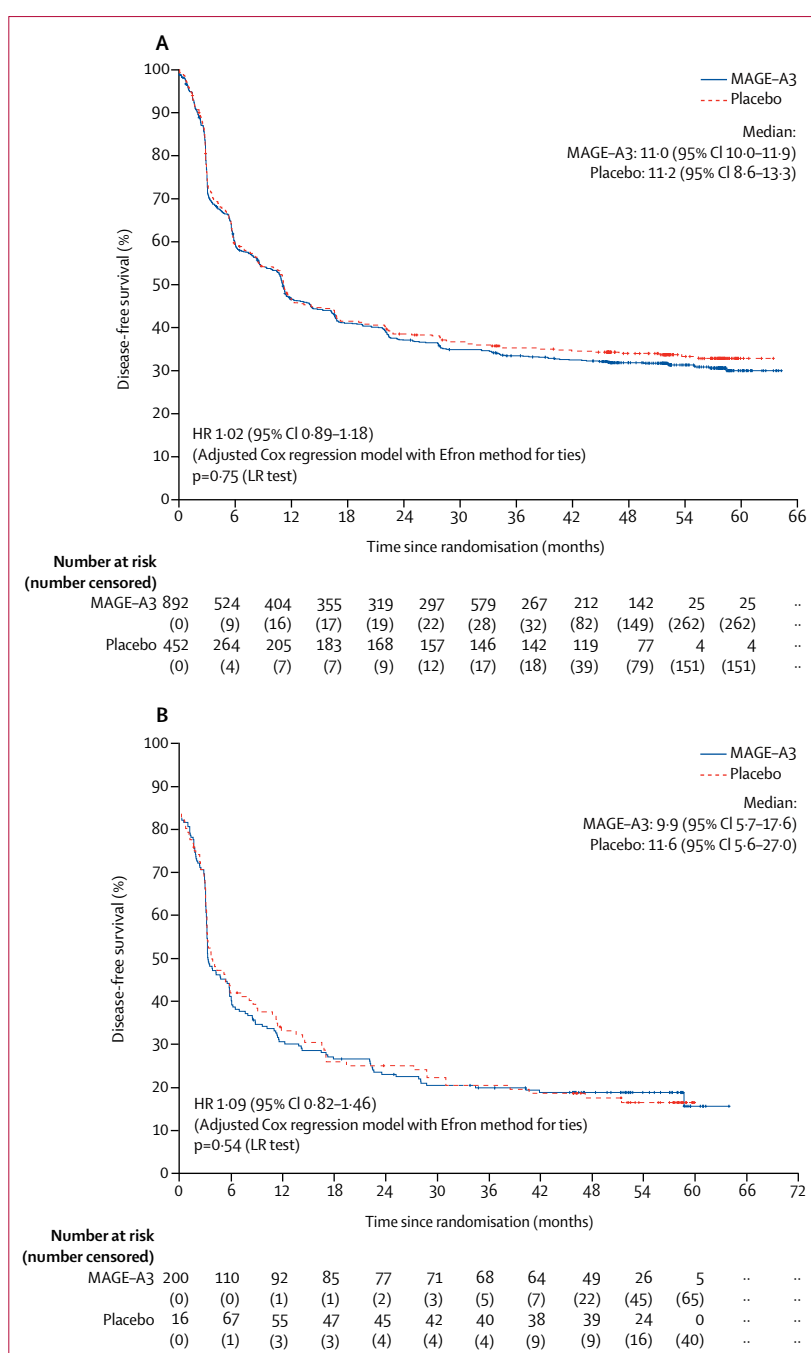 A
100
90
80
70
60
50
40
30
20
10
0
Disease-free survival (%)
MAGE–A3
Placebo
Median:
MAGE–A3: 11·0 (95% CI 10·0–11·9)
Placebo: 11·2 (95% CI 8·6–13·3)
HR 1·02 (95% CI 0·89–1·18)
(Adjusted Cox regression model with Efron method for ties)
p=0·75 (LR test)
0 6 12 18 24 30 36 42 48 54 60 66
Time since randomisation (months)
Number at risk
(number censored)
MAGE–A3 892 524 404 355 319 297 579 267 212 142 25 25 ··
(0) (9) (16) (17) (19) (22) (28) (32) (82) (149) (262) (262) ··
Placebo 452 264 205 183 168 157 146 142 119 77 4 4 ··
(0) (4) (7) (7) (9) (12) (17) (18) (39) (79) (151) (151) ··
B
100
90
80
70
60
50
40
30
20
10
0
Disease-free survival (%)
MAGE–A3
Placebo
Median:
MAGE–A3: 9·9 (95% CI 5·7–17·6)
Placebo: 11·6 (95% CI 5·6–27·0)
HR 1·09 (95% CI 0·82–1·46)
(Adjusted Cox regression model with Efron method for ties)
p=0·54 (LR test)
0 6 12 18 24 30 36 42 48 54 60 66 72
Time since randomisation (months)
Number at risk
(number censored)
MAGE–A3 200 110 92 85 77 71 68 64 49 26 5 ·· ··
(0) (0) (1) (1) (2) (3) (5) (7) (22) (45) (65) ·· ··
Placebo 16 67 55 47 45 42 40 38 39 24 0 ·· ··
(0) (1) (3) (3) (4) (4) (4) (9) (9) (16) (40) ·· ··